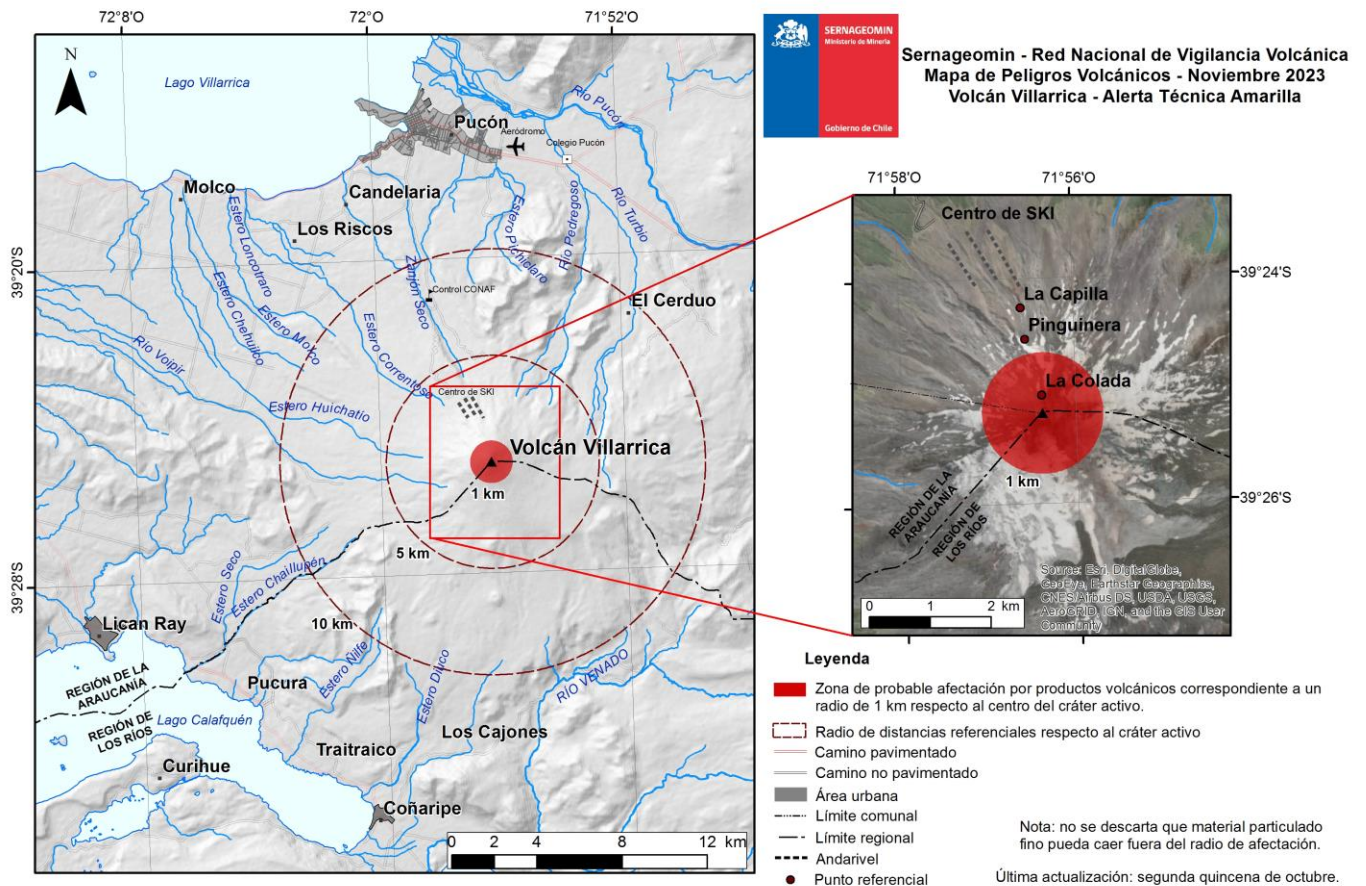 72°8'O
72°O
71°52'O
N
Lago Villarrica
Río Pucón
Pucón
Aeródromo
Colegio Pucón
Molco
Candelaria
Los Riscos
Estero Loncotraro
Estero Pichiclaro
Río Pedregoso
Río Turbio
39°20'S
Zanjón Seco
Control CONAF
El Cerduo
Estero Chehuilco
Estero Molco
Río Voipir
Estero Correntoso
Centro de SKI
Estero Huichatio
Volcán Villarrica
1 km
5 km
39°28'S
Estero Seco
Estero Chaillupén
10 km
Lican Ray
Estero Ñilfe
REGIÓN DE LA
ARAUCANÍA
Pucura
Estero Diuco
RÍO VENADO
REGIÓN DE
LOS RÍOS
Lago Calafquén
Los Cajones
Traitraico
Curihue
Coñaripe
0 2 4 8 12 km
SERNAGEOMIN
Ministerio de Minería
Gobierno de Chile
Sernageomin - Red Nacional de Vigilancia Volcánica
Mapa de Peligros Volcánicos - Noviembre 2023
Volcán Villarrica - Alerta Técnica Amarilla
71°58'O
71°56'O
Centro de SKI
39°24'S
La Capilla
Pinguinera
La Colada
1 km
39°26'S
REGIÓN DE LA
ARAUCANÍA
REGIÓN DE
LOS RÍOS
Source: Esri, DigitalGlobe,
GeoEye, Earthstar Geographics,
CNES/Airbus DS, USDA, USGS,
AeroGRID, IGN, and the GIS User
Community
0 1 2 km
Leyenda
Zona de probable afectación por productos volcánicos correspondiente a un
radio de 1 km respecto al centro del cráter activo.
Radio de distancias referenciales respecto al cráter activo
Camino pavimentado
Camino no pavimentado
Área urbana
Límite comunal
Límite regional
Andarivel
Punto referencial
Nota: no se descarta que material particulado
fino pueda caer fuera del radio de afectación.
Última actualización: segunda quincena de octubre.